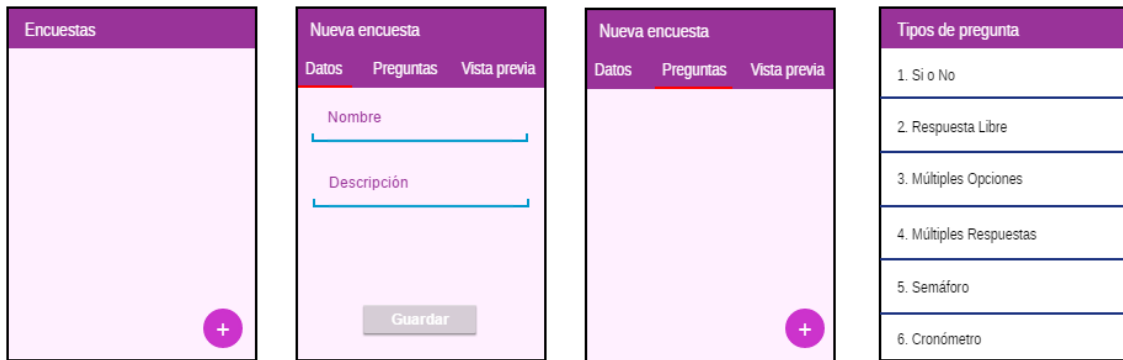 Encuestas
+
Nueva encuesta
Datos Preguntas Vista previa
Nombre
Descripción
Guardar
Nueva encuesta
Datos Preguntas Vista previa
+
Tipos de pregunta
1. Si o No
2. Respuesta Libre
3. Múltiples Opciones
4. Múltiples Respuestas
5. Semáforo
6. Cronómetro